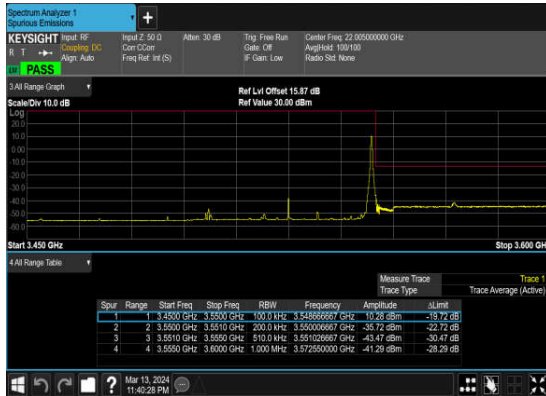 Spectrum Analyzer 1
Spurious Emissions
KEYSIGHT Input: RF Input Z: 50 Ω Atten: 30 dB Trig: Free Run Center Freq: 22.005000000 GHz
R T Coupling: DC Corr CCorr Gate: Off Avg|Hold: 100/100
Align: Auto Freq Ref: Int (S) IF Gain: Low Radio Std: None
PASS
3 All Range Graph
Ref Lvl Offset 15.87 dB
Scale/Div 10.0 dB Ref Value 30.00 dBm
Log
20.0
10.0
0.00
-10.0
-20.0
-30.0
-40.0
-50.0
-60.0
Start 3.450 GHz Stop 3.600 GH
4 All Range Table
Measure Trace Trace 1
Trace Type Trace Average (Active)
Spur Range Start Freq Stop Freq RBW Frequency Amplitude ΔLimit
1 1 3.4500 GHz 3.5500 GHz 100.0 kHz 3.548666667 GHz 10.28 dBm -19.72 dB
2 2 3.5500 GHz 3.5510 GHz 200.0 kHz 3.550006667 GHz -35.72 dBm -22.72 dB
3 3 3.5510 GHz 3.5550 GHz 510.0 kHz 3.551026667 GHz -43.47 dBm -30.47 dB
4 4 3.5550 GHz 3.6000 GHz 1.000 MHz 3.572550000 GHz -41.29 dBm -28.29 dB
Mar 13, 2024
11:40:28 PM